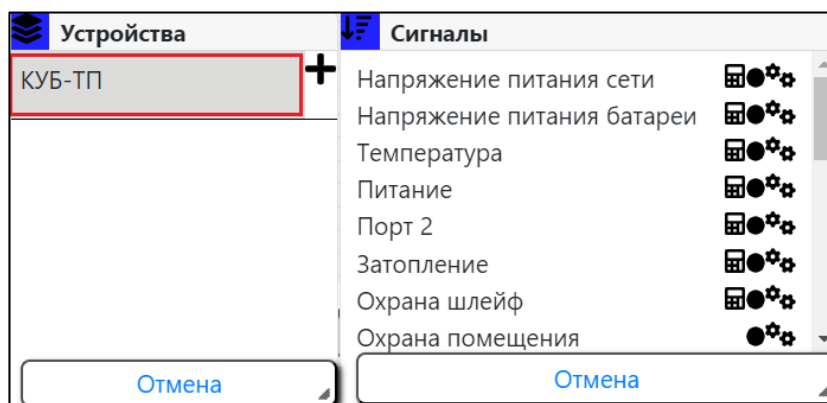 Устройства
КУБ-ТП
Отмена
Сигналы
Напряжение питания сети
Напряжение питания батареи
Температура
Питание
Порт 2
Затопление
Охрана шлейф
Охрана помещения
Отмена